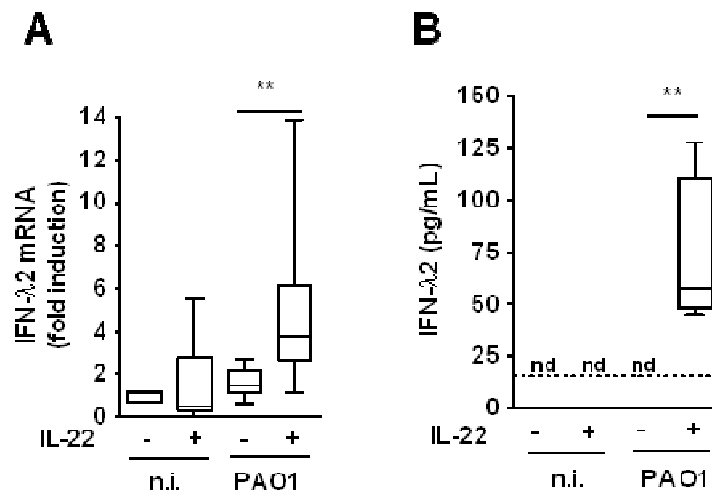 A
**
14
12
10
8
6
4
2
0
IFN-λ2 mRNA
(fold induction)
IL-22 - + - +
n.i. PAO1
B
**
150
125
100
75
50
25
0
IFN-λ2 (pg/mL)
nd nd nd
IL-22 - + - +
n.i. PAO1